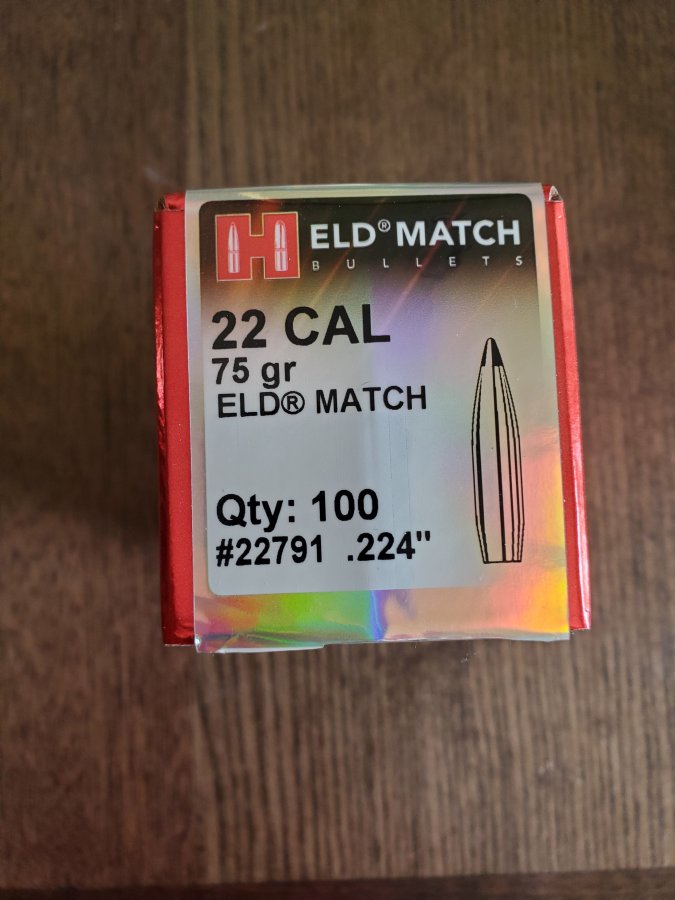 H ELD® MATCH
BULLETS
22 CAL
75 gr
ELD® MATCH
Qty: 100
#22791 .224"